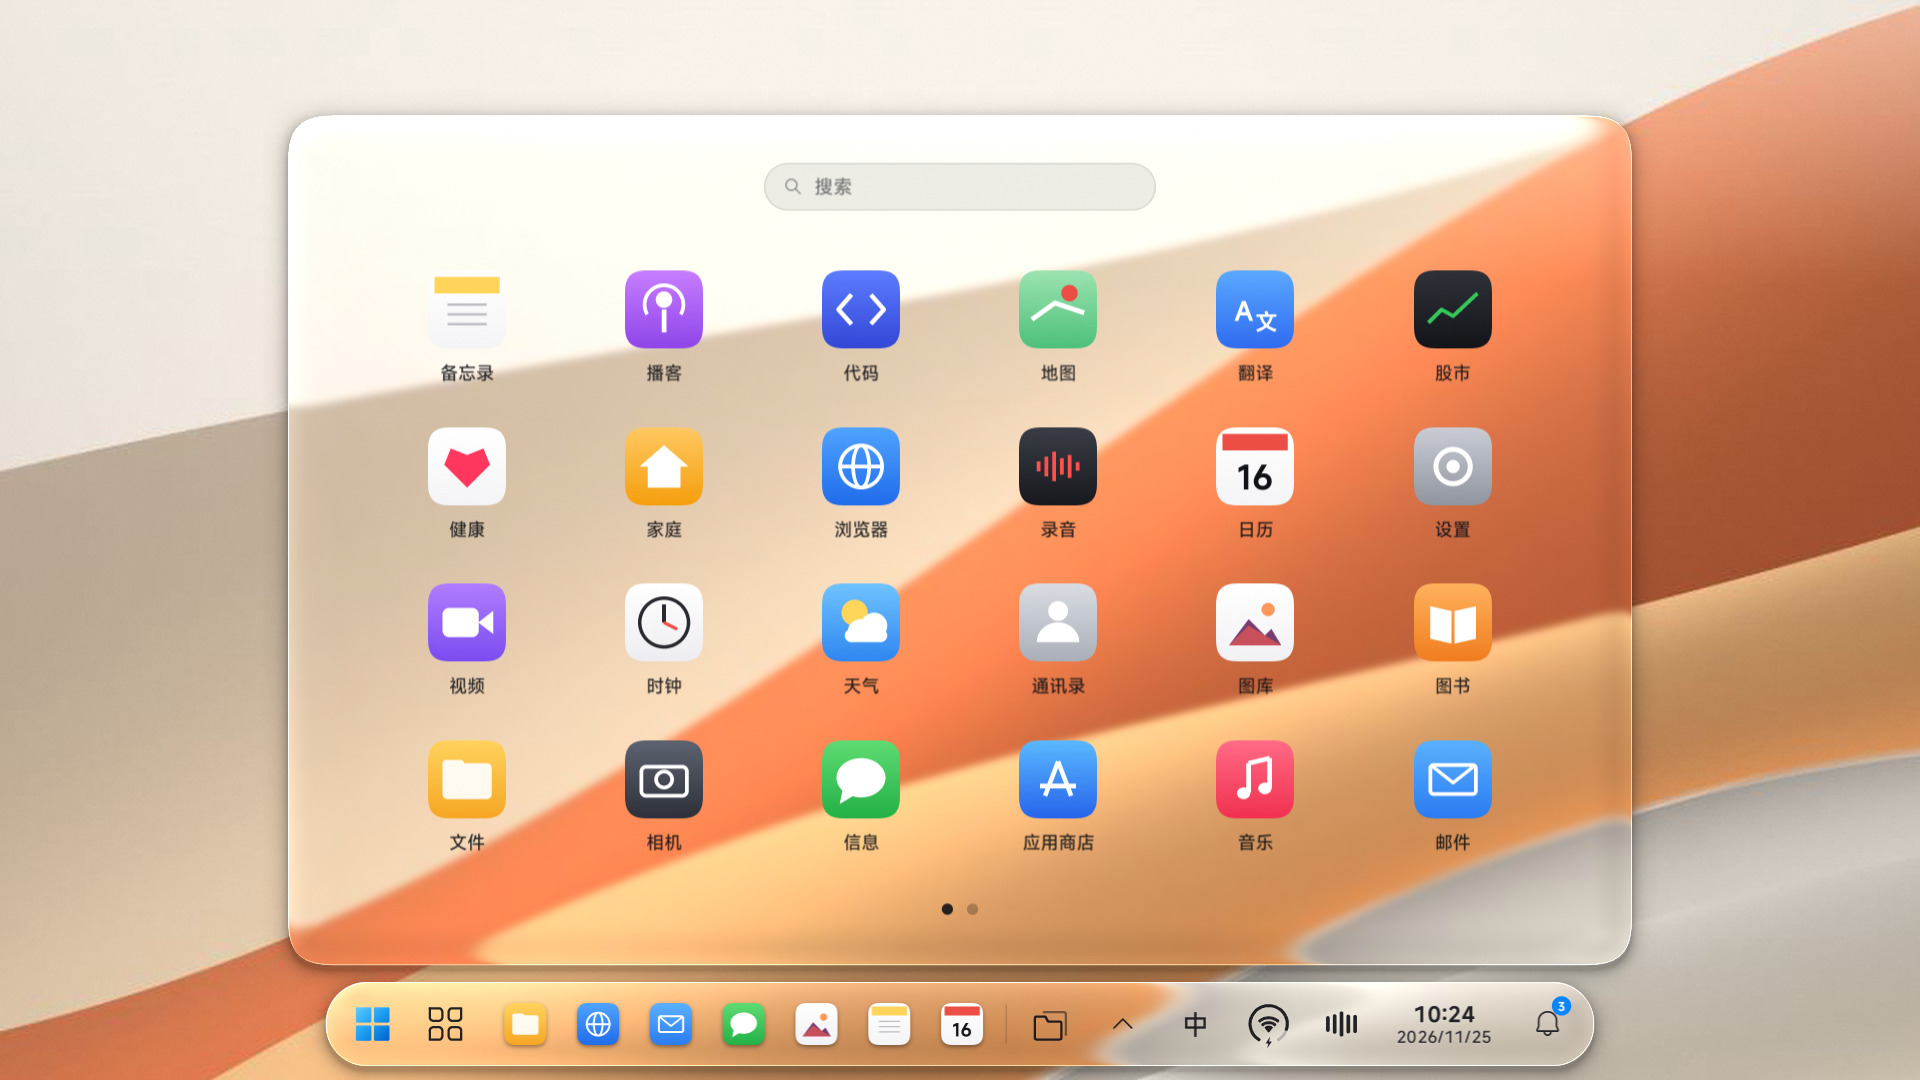 搜索
备忘录
播客
代码
地图
A文
翻译
股市
健康
家庭
浏览器
录音
16
日历
设置
视频
时钟
天气
通讯录
图库
图书
文件
相机
信息
应用商店
音乐
邮件
16
中
10:24
2026/11/25
3